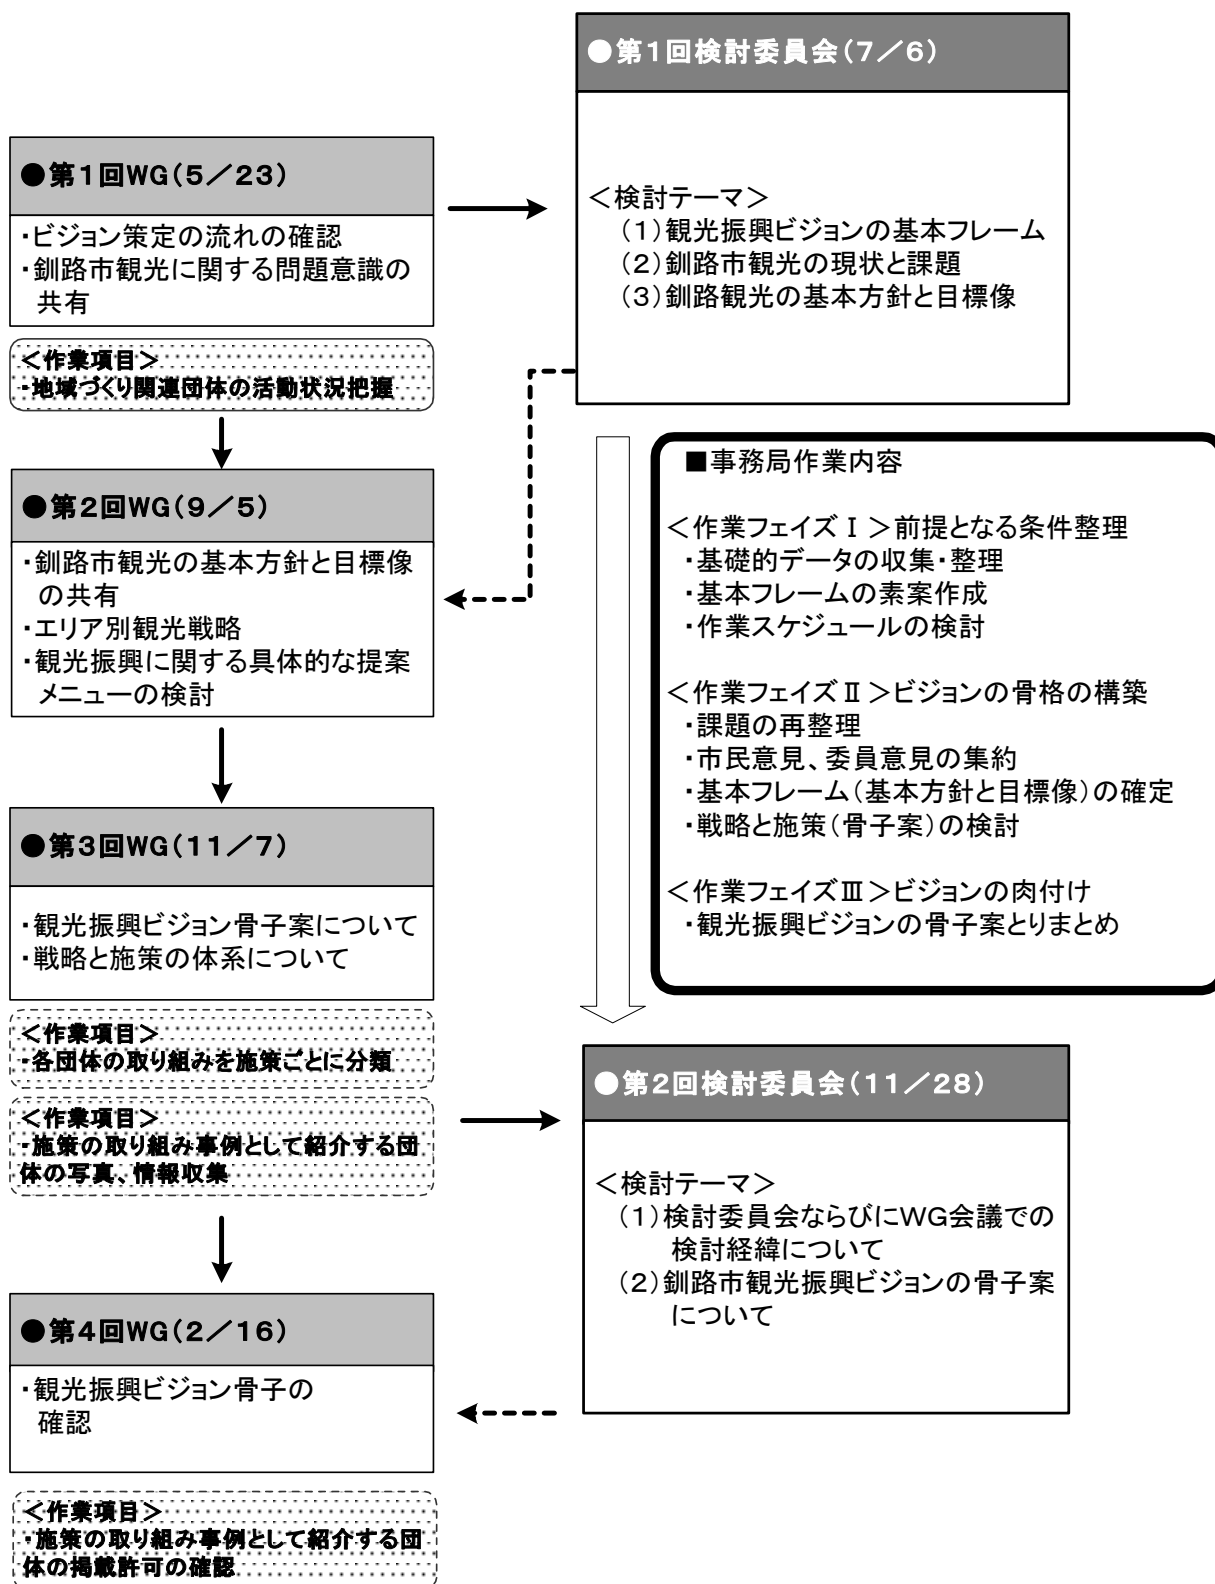 ●第1回検討委員会(7/6)
<検討テーマ>
(1)観光振興ビジョンの基本フレーム
(2)釧路市観光の現状と課題
(3)釧路観光の基本方針と目標像
●第1回WG(5/23)
・ビジョン策定の流れの確認
・釧路市観光に関する問題意識の
共有
<作業項目>
・地域づくり関連団体の活動状況把握
●第2回WG(9/5)
・釧路市観光の基本方針と目標像
の共有
・エリア別観光戦略
・観光振興に関する具体的な提案
メニューの検討
■事務局作業内容
<作業フェイズⅠ>前提となる条件整理
・基礎的データの収集・整理
・基本フレームの素案作成
・作業スケジュールの検討
<作業フェイズⅡ>ビジョンの骨格の構築
・課題の再整理
・市民意見、委員意見の集約
・基本フレーム(基本方針と目標像)の確定
・戦略と施策(骨子案)の検討
<作業フェイズⅢ>ビジョンの肉付け
・観光振興ビジョンの骨子案とりまとめ
●第3回WG(11/7)
・観光振興ビジョン骨子案について
・戦略と施策の体系について
<作業項目>
・各団体の取り組みを施策ごとに分類
<作業項目>
・施策の取り組み事例として紹介する団
体の写真、情報収集
●第2回検討委員会(11/28)
<検討テーマ>
(1)検討委員会ならびにWG会議での
検討経緯について
(2)釧路市観光振興ビジョンの骨子案
について
●第4回WG(2/16)
・観光振興ビジョン骨子の
確認
<作業項目>
・施策の取り組み事例として紹介する団
体の掲載許可の確認